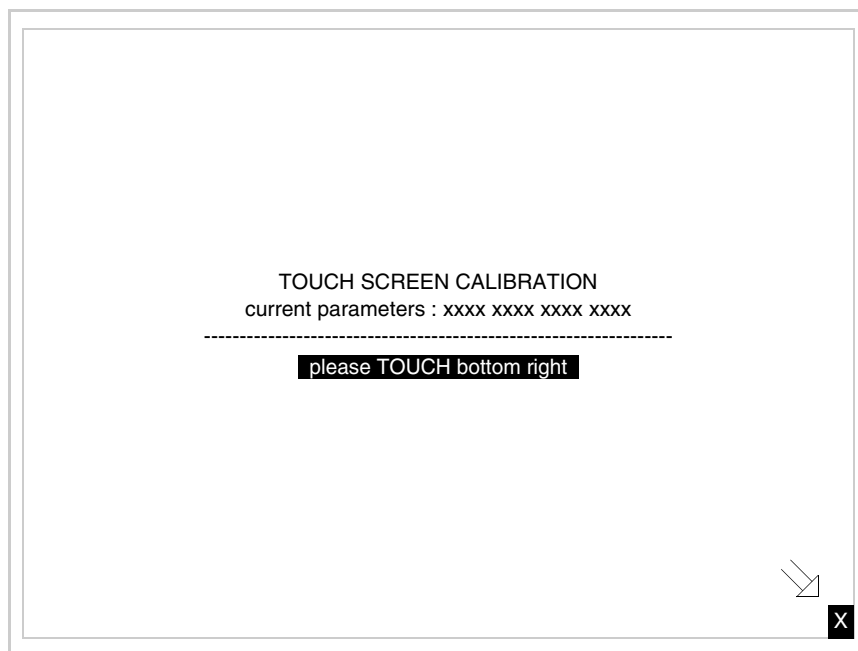 TOUCH SCREEN CALIBRATION
current parameters : xxxx xxxx xxxx xxxx
------------------------------------------------------------------
please TOUCH bottom right
X